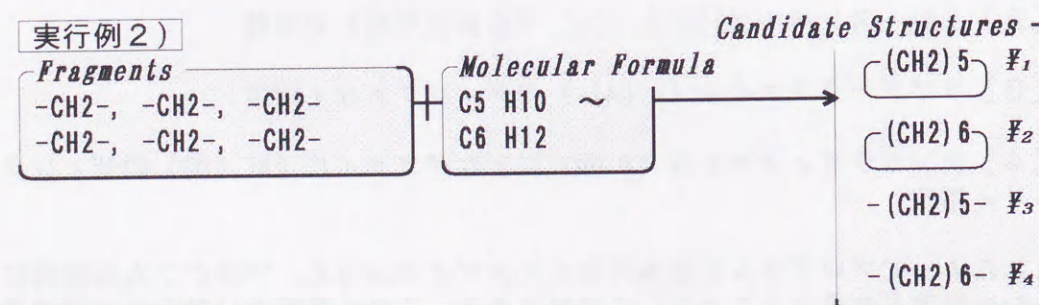 実行例2)
Candidate Structures-
Fragments
-CH2-, -CH2-, -CH2-
-CH2-, -CH2-, -CH2-
+
Molecular Formula
C5 H10 ~
C6 H12
(CH2) 5 ¥1
(CH2) 6 ¥2
-(CH2) 5- ¥3
-(CH2) 6- ¥4